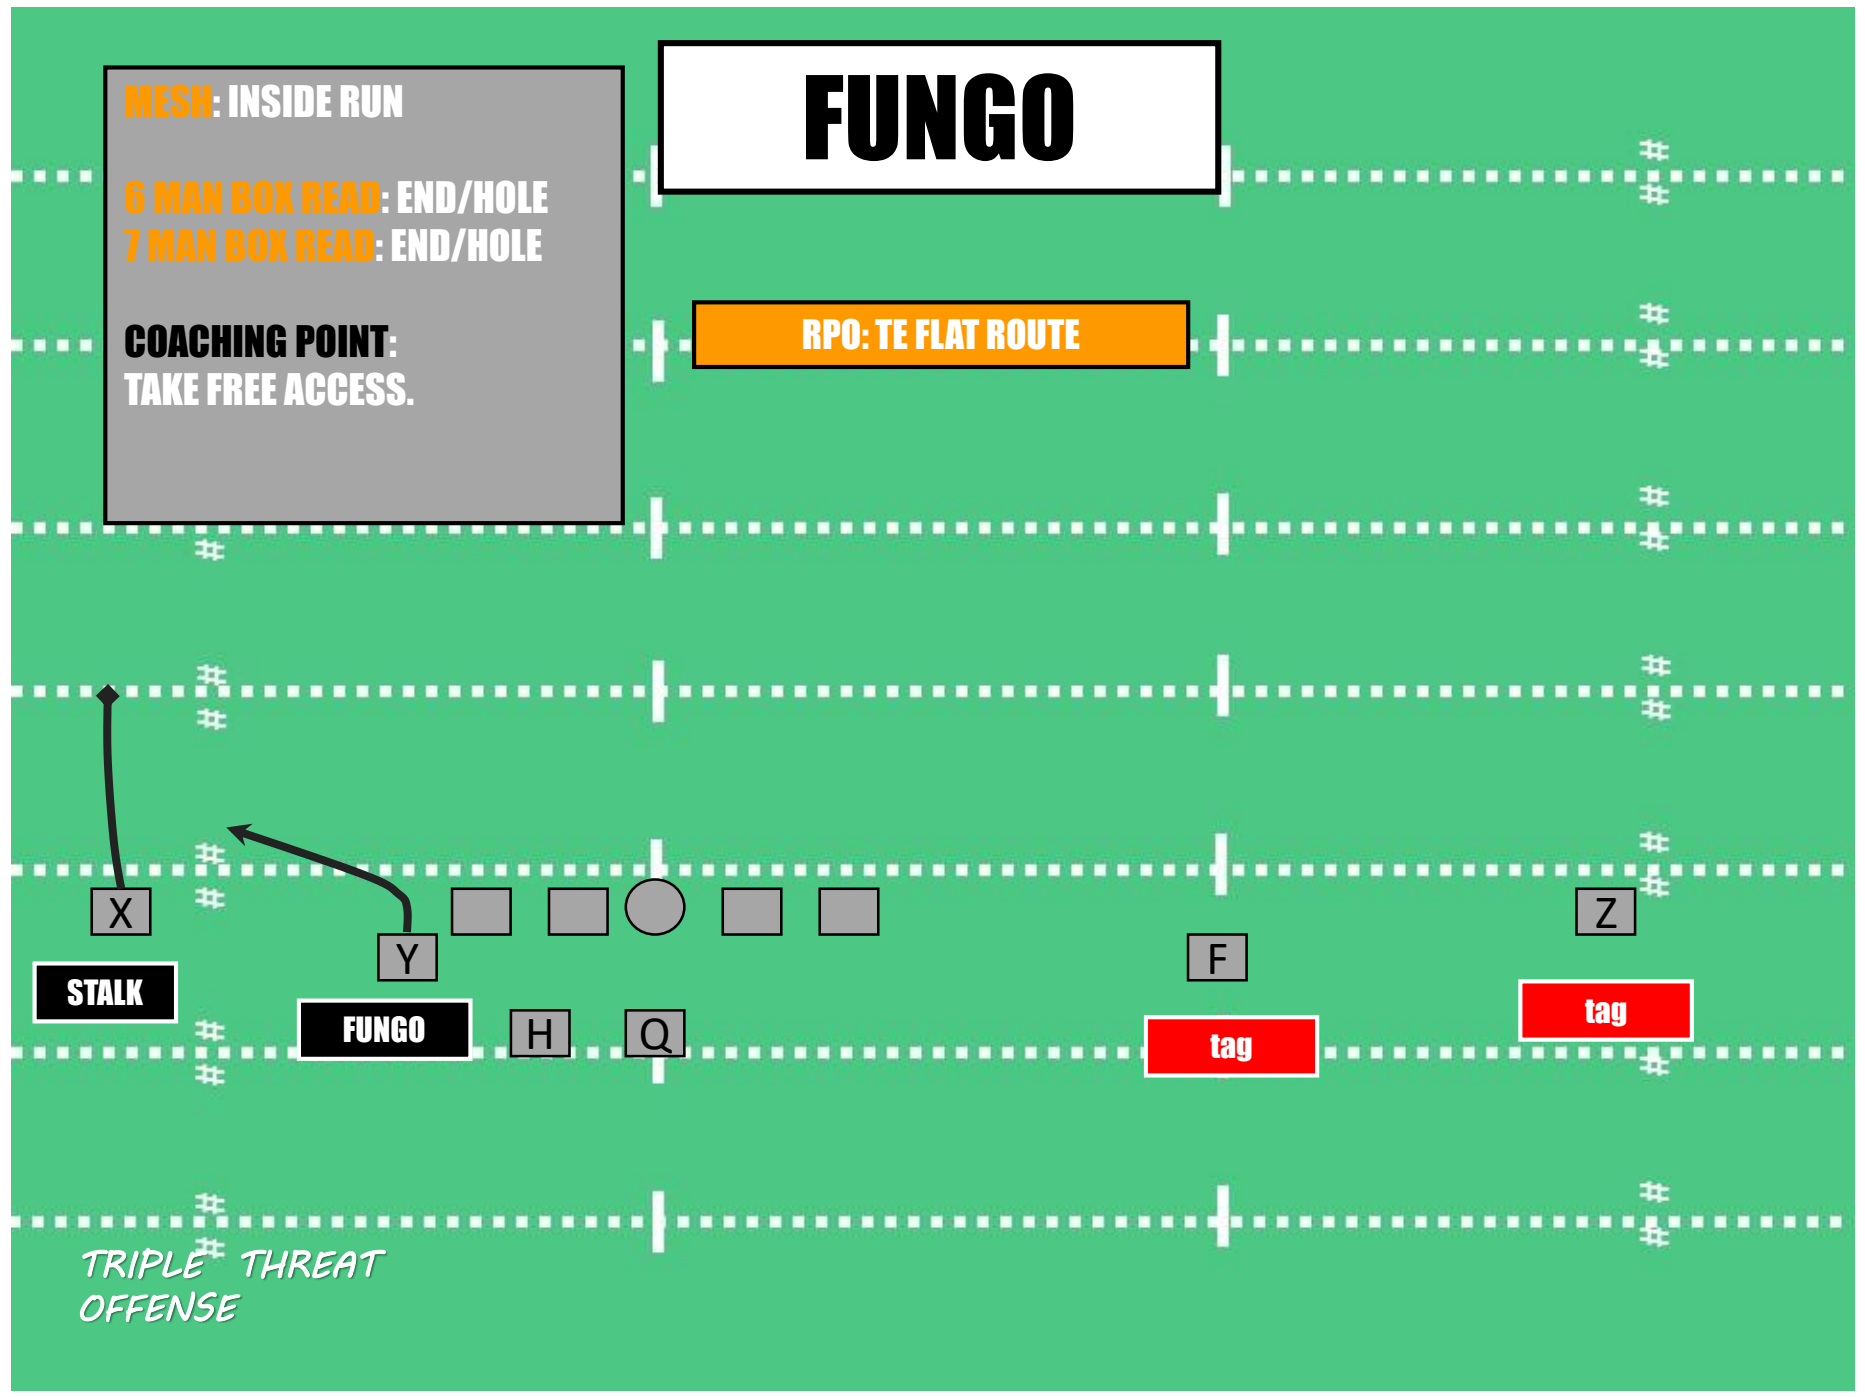 FUNGO
MESH: INSIDE RUN
6 MAN BOX READ: END/HOLE
7 MAN BOX READ: END/HOLE
COACHING POINT:
TAKE FREE ACCESS.
RPO: TE FLAT ROUTE
X
Z
Y
F
STALK
FUNGO
H
Q
tag
tag
TRIPLE THREAT
OFFENSE